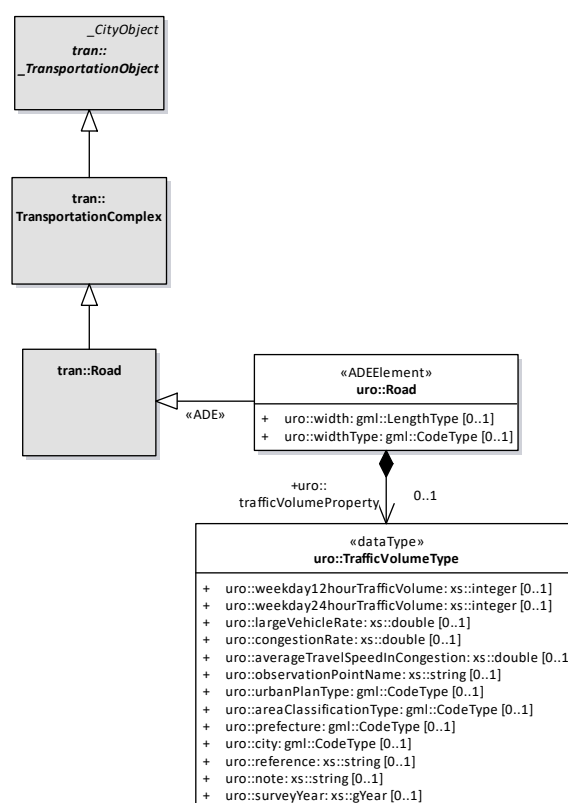 _CityObject
tran::
_TransportationObject
tran::
TransportationComplex
tran::Road
«ADE»
«ADEElement»
uro::Road
+ uro::width: gml::LengthType [0..1]
+ uro::widthType: gml::CodeType [0..1]
+uro::
trafficVolumeProperty
0..1
«dataType»
uro::TrafficVolumeType
+ uro::weekday12hourTrafficVolume: xs::integer [0..1]
+ uro::weekday24hourTrafficVolume: xs::integer [0..1]
+ uro::largeVehicleRate: xs::double [0..1]
+ uro::congestionRate: xs::double [0..1]
+ uro::averageTravelSpeedInCongestion: xs::double [0..1
+ uro::observationPointName: xs::string [0..1]
+ uro::urbanPlanType: gml::CodeType [0..1]
+ uro::areaClassificationType: gml::CodeType [0..1]
+ uro::prefecture: gml::CodeType [0..1]
+ uro::city: gml::CodeType [0..1]
+ uro::reference: xs::string [0..1]
+ uro::note: xs::string [0..1]
+ uro::surveyYear: xs::gYear [0..1]